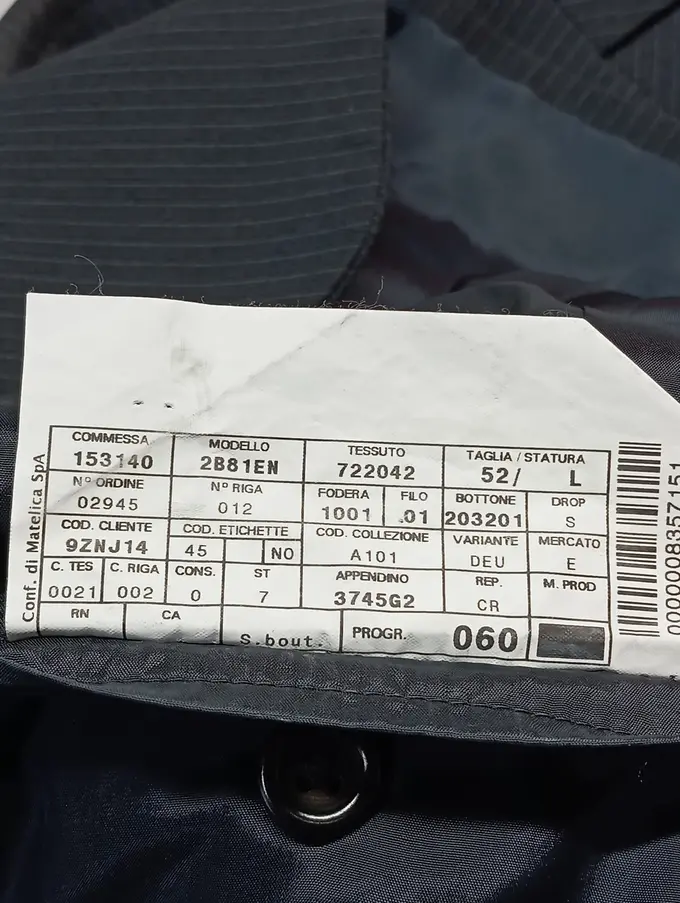 COMMESSA MODELLO TESSUTO TAGLIA / STATURA
153140 2B81EN 722042 52/ L
Nº ORDINE Nº RIGA FODERA FILO BOTTONE DROP
02945 012 1001 .01 203201 S
COD. CLIENTE COD. ETICHETTE COD. COLLEZIONE VARIANTE MERCATO
9ZNJ14 45 NO A101 DEU E
C. TES C. RIGA CONS. ST APPENDINO REP. M. PROD
0021 002 0 7 3745G2 CR
RN CA S.bout. PROGR. 060
Conf. di Matelica SpA
0000008357151